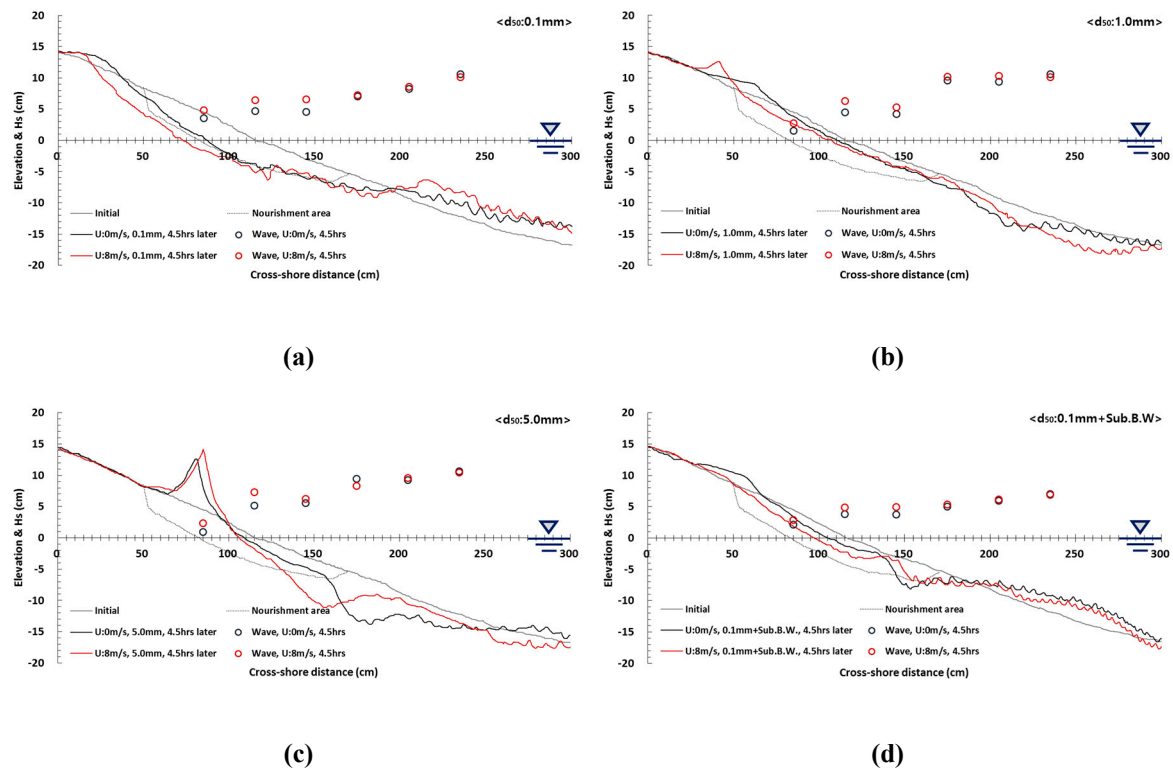 <d50:0.1mm>
20
15
10
5
0
-5
-10
-15
-20
Elevation & Hs (cm)
0 50 100 150 200 250 300
Initial
Nourishment area
U:0m/s, 0.1mm, 4.5hrs later
Wave, U:0m/s, 4.5hrs
U:8m/s, 0.1mm, 4.5hrs later
Wave, U:8m/s, 4.5hrs
Cross-shore distance (cm)
(a)
<d50:1.0mm>
20
15
10
5
0
-5
-10
-15
-20
Elevation & Hs (cm)
0 50 100 150 200 250 300
Initial
Nourishment area
U:0m/s, 1.0mm, 4.5hrs later
Wave, U:0m/s, 4.5hrs
U:8m/s, 1.0mm, 4.5hrs later
Wave, U:8m/s, 4.5hrs
Cross-shore distance (cm)
(b)
<d50:5.0mm>
20
15
10
5
0
-5
-10
-15
-20
Elevation & Hs (cm)
0 50 100 150 200 250 300
Initial
Nourishment area
U:0m/s, 5.0mm, 4.5hrs later
Wave, U:0m/s, 4.5hrs
U:8m/s, 5.0mm, 4.5hrs later
Wave, U:8m/s, 4.5hrs
Cross-shore distance (cm)
(c)
<d50:0.1mm+Sub.B.W>
20
15
10
5
0
-5
-10
-15
-20
Elevation & Hs (cm)
0 50 100 150 200 250 300
Initial
Nourishment area
U:0m/s, 0.1mm+Sub.B.W., 4.5hrs later
Wave, U:0m/s, 4.5hrs
U:8m/s, 0.1mm+Sub.B.W., 4.5hrs later
Wave, U:8m/s, 4.5hrs
Cross-shore distance (cm)
(d)